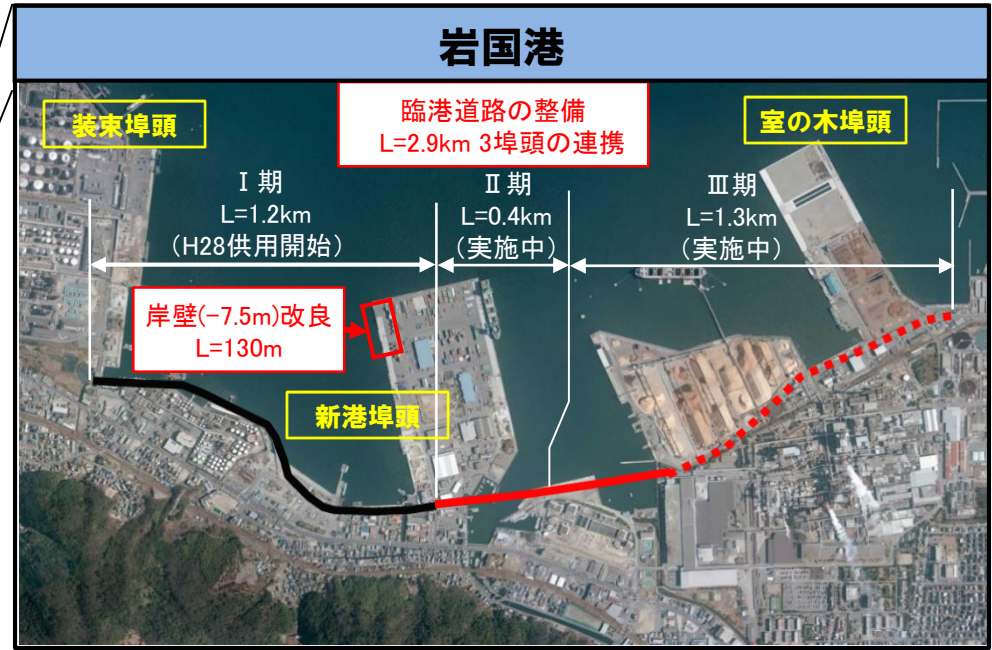 岩国港
装束埠頭
臨港道路の整備
L=2.9km 3埠頭の連携
室の木埠頭
Ⅰ期
L=1.2km
(H28供用開始)
Ⅱ期
L=0.4km
(実施中)
Ⅲ期
L=1.3km
(実施中)
岸壁(-7.5m)改良
L=130m
新港埠頭